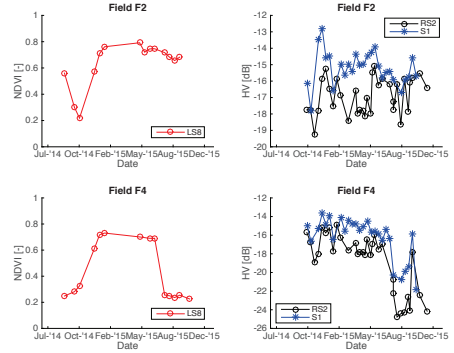 Field F2
Field F2
1
0.8
0.6
0.4
0.2
0
NDVI [-]
LS8
Jul-'14 Oct-'14 Feb-'15 May-'15 Aug-'15 Dec-'15
Date
-12
-13
-14
-15
-16
-17
-18
-19
-20
HV [dB]
RS2
S1
Jul-'14 Oct-'14 Feb-'15 May-'15 Aug-'15 Dec-'15
Date
Field F4
Field F4
1
0.8
0.6
0.4
0.2
0
NDVI [-]
LS8
Jul-'14 Oct-'14 Feb-'15 May-'15 Aug-'15 Dec-'15
Date
-12
-14
-16
-18
-20
-22
-24
-26
HV [dB]
RS2
S1
Jul-'14 Oct-'14 Feb-'15 May-'15 Aug-'15 Dec-'15
Date